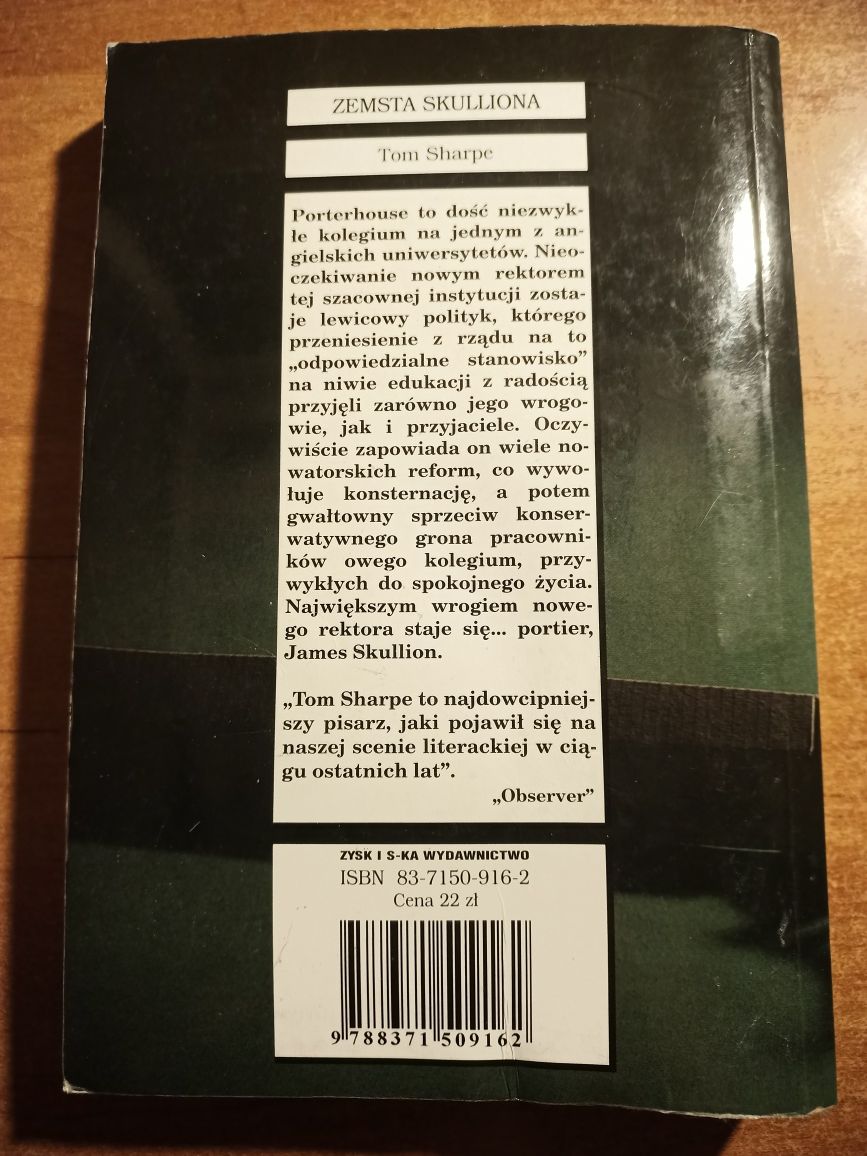 ZEMSTA SKULLIONA
Tom Sharpe
Porterhouse to dość niezwyk-
łe kolegium na jednym z an-
gielskich uniwersytetów. Nieo-
czekiwanie nowym rektorem
tej szacownej instytucji zosta-
je lewicowy polityk, którego
przeniesienie z rządu na to
„odpowiedzialne stanowisko”
na niwie edukacji z radością
przyjęli zarówno jego wrogo-
wie, jak i przyjaciele. Oczy-
wiście zapowiada on wiele no-
watorskich reform, co wywo-
łuje konsternację, a potem
gwałtowny sprzeciw konser-
watywnego grona pracowni-
ków owego kolegium, przy-
wykłych do spokojnego życia.
Największym wrogiem nowe-
go rektora staje się... portier,
James Skullion.
„Tom Sharpe to najdowcipniej-
szy pisarz, jaki pojawił się na
naszej scenie literackiej w cią-
gu ostatnich lat”.
„Observer”
ZYSK I S-KA WYDAWNICTWO
ISBN 83-7150-916-2
Cena 22 zł
9 788371 509162